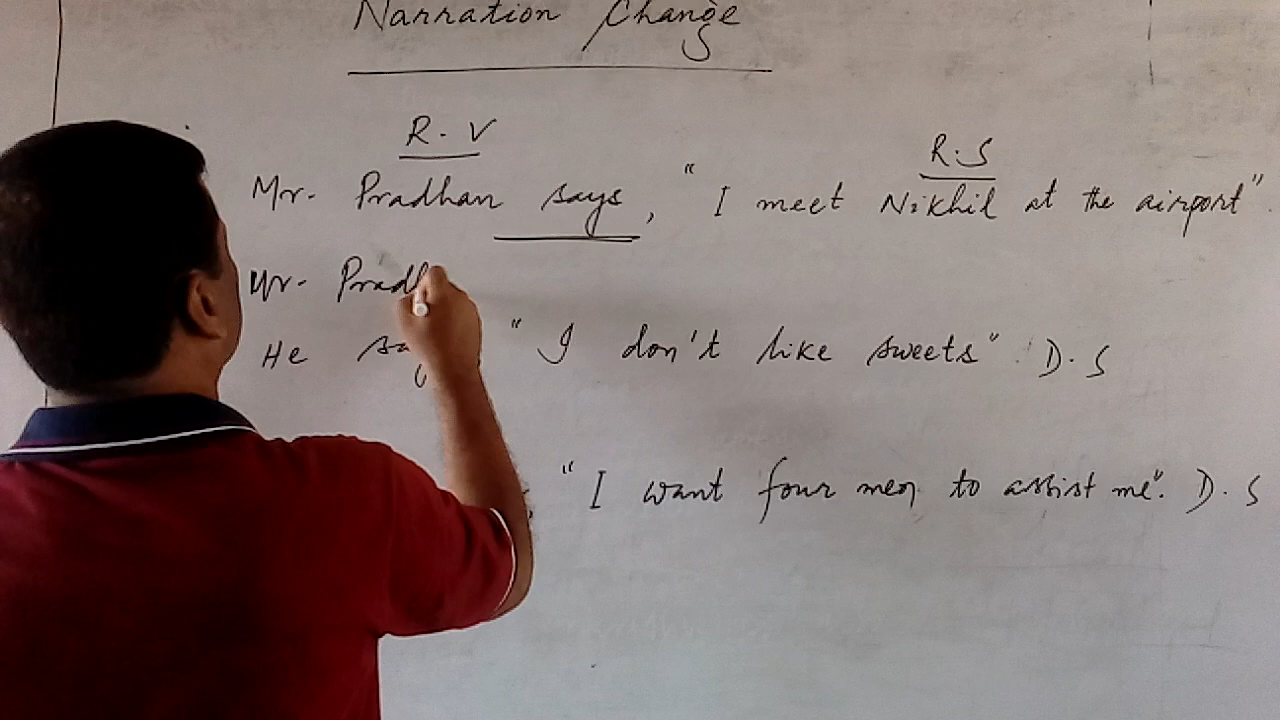 Narration Change
R. V
R. S
Mr. Pradhan says, "I meet Nikhil at the airport".
Mr. Prad
He "I don't like sweets". D. S
"I want four men to assist me". D. S